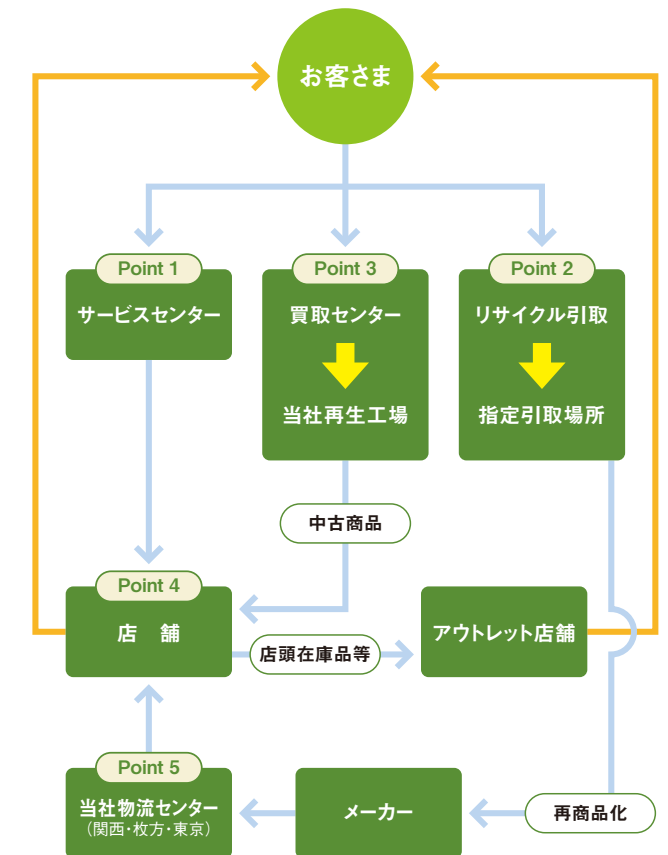 お客さま
Point 1
サービスセンター
Point 3
買取センター
当社再生工場
Point 2
リサイクル引取
指定引取場所
中古商品
Point 4
店　舗
店頭在庫品等
アウトレット店舗
Point 5
当社物流センター
（関西・枚方・東京）
メーカー
再商品化